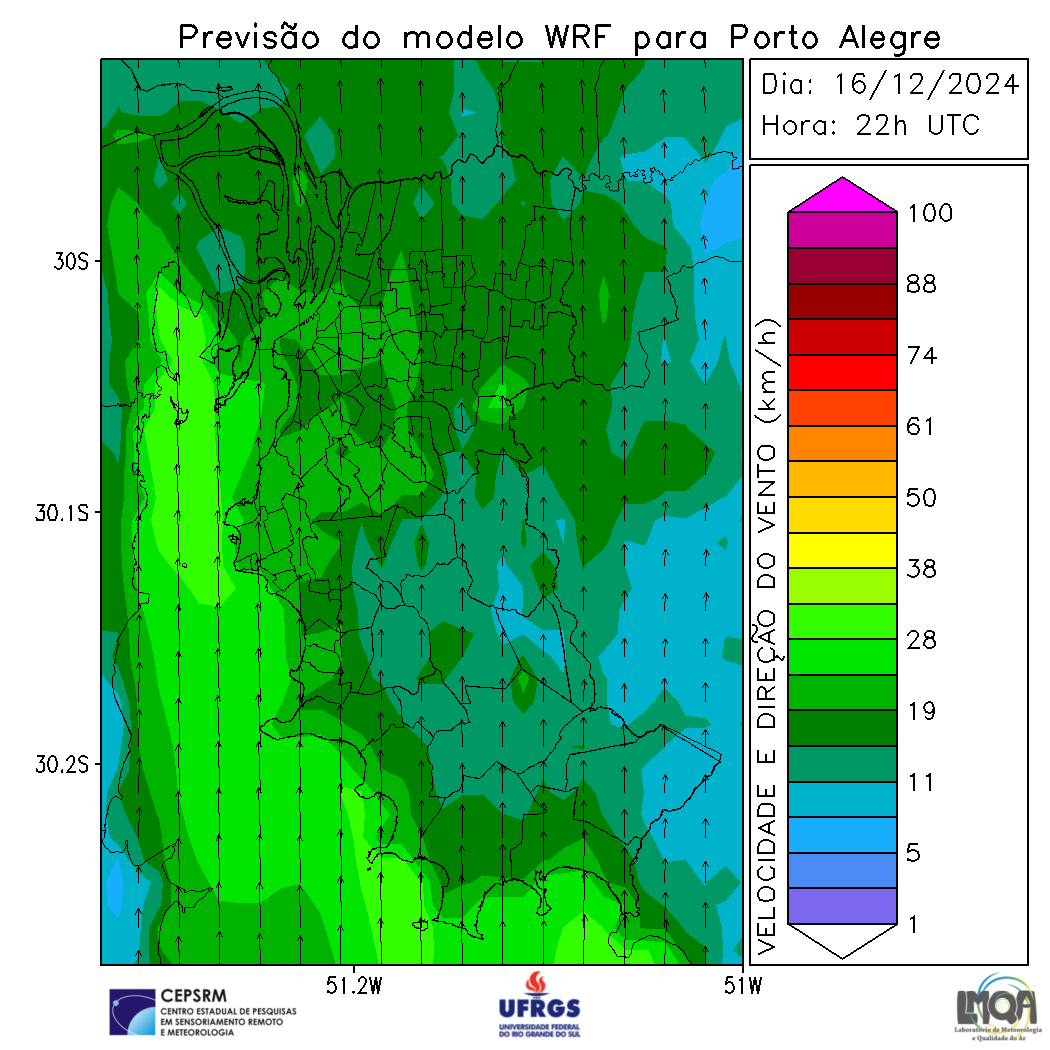 Previsão do modelo WRF para Porto Alegre
Dia: 16/12/2024
Hora: 22h UTC
30S
30.1S
30.2S
51.2W
51W
VELOCIDADE E DIREÇÃO DO VENTO (km/h)
100
88
74
61
50
38
28
19
11
5
1
CEPSRM
CENTRO ESTADUAL DE PESQUISAS
EM SENSORIAMENTO REMOTO
E METEOROLOGIA
UFRGS
UNIVERSIDADE FEDERAL
DO RIO GRANDE DO SUL
LMQA
Laboratório de Meteorologia
e Qualidade do Ar